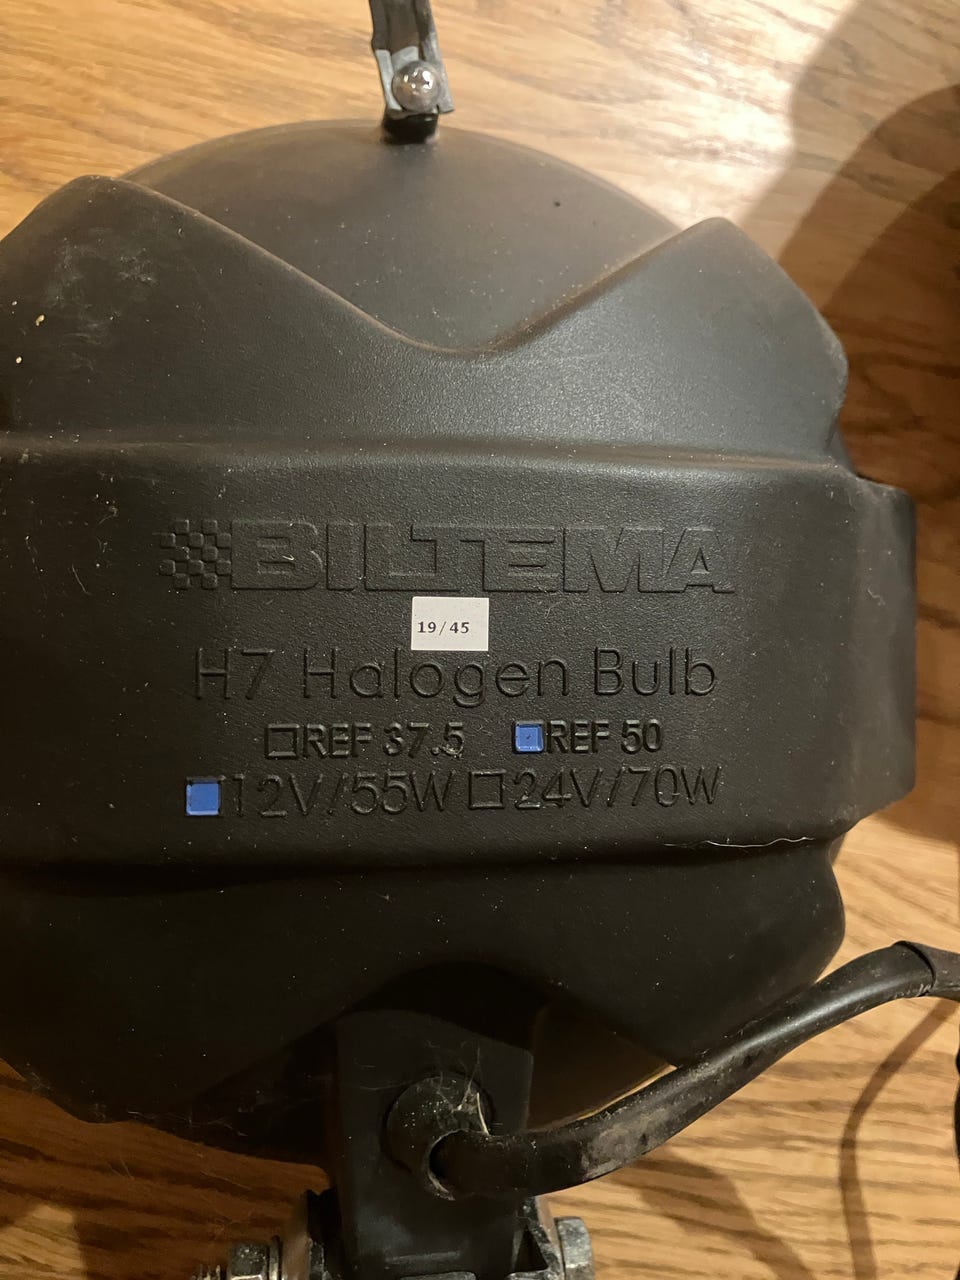 BILTEMA
19/45
H7 Halogen Bulb
REF 37.5 REF 50
12V/55W 24V/70W